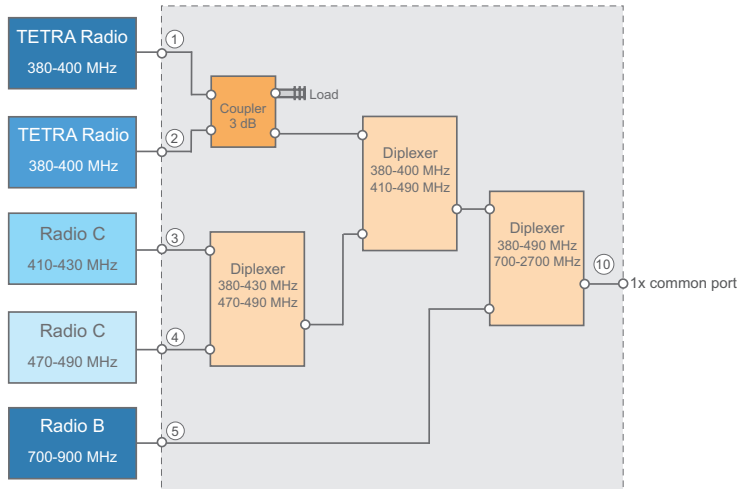 TETRA Radio
380-400 MHz
1
TETRA Radio
380-400 MHz
2
Coupler
3 dB
Load
Diplexer
380-400 MHz
410-490 MHz
Radio C
410-430 MHz
3
Diplexer
380-430 MHz
470-490 MHz
Diplexer
380-490 MHz
700-2700 MHz
10
1x common port
Radio C
470-490 MHz
4
Radio B
700-900 MHz
5